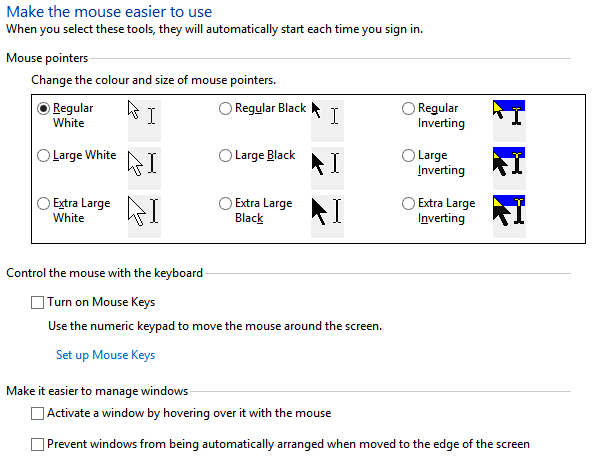 Make the mouse easier to use
When you select these tools, they will automatically start each time you sign in.
Mouse pointers
Change the colour and size of mouse pointers.
Regular White
Regular Black
Regular Inverting
Large White
Large Black
Large Inverting
Extra Large White
Extra Large Black
Extra Large Inverting
Control the mouse with the keyboard
Turn on Mouse Keys
Use the numeric keypad to move the mouse around the screen.
Set up Mouse Keys
Make it easier to manage windows
Activate a window by hovering over it with the mouse
Prevent windows from being automatically arranged when moved to the edge of the screen